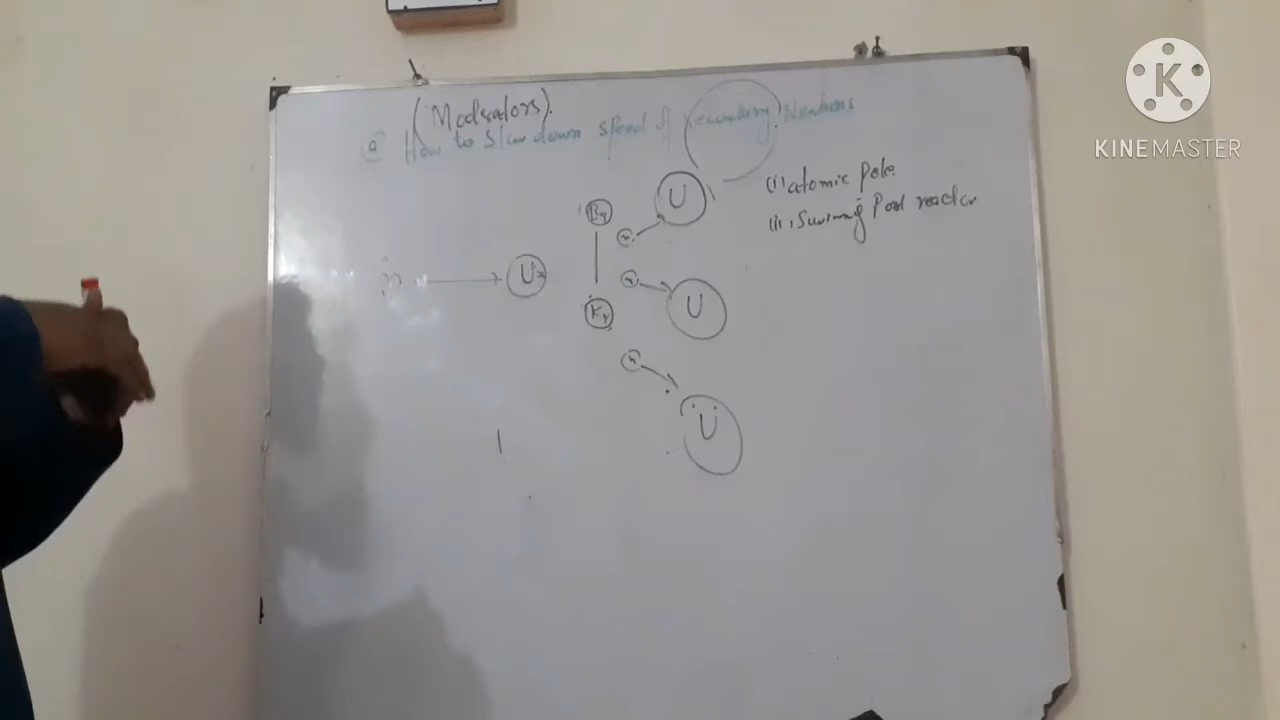 (Moderators).
a How to slow down speed of secondary Neutrons
(i) atomic pole
(ii) Swimming Pool reactor
Ba
U
n
n
U
n
U
Kr
n
U
KINEMASTER